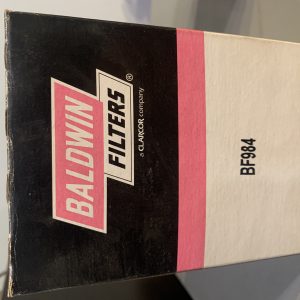 BALDWIN
FILTERS®
a CLARCOR company
BF984